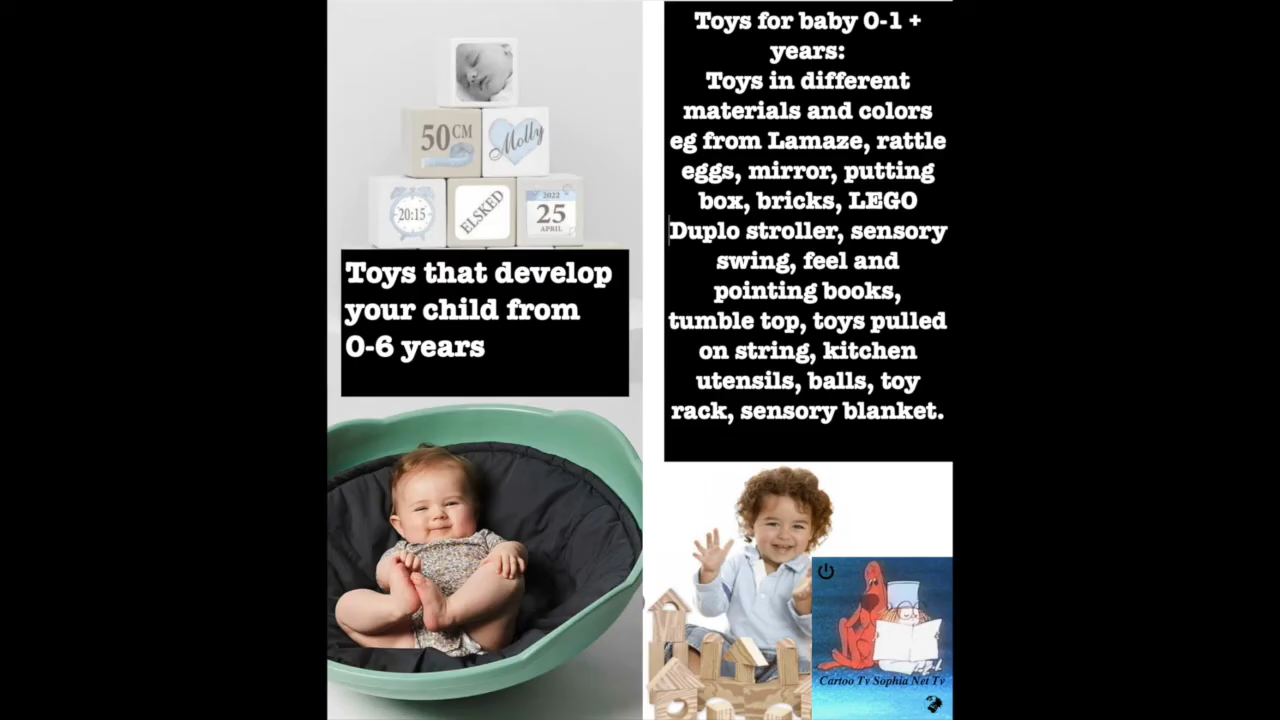 50 CM
Molly
20:15
ELSKED
2022
25
APRIL
Toys that develop
your child from
0-6 years
Toys for baby 0-1 +
years:
Toys in different
materials and colors
eg from Lamaze, rattle
eggs, mirror, putting
box, bricks, LEGO
Duplo stroller, sensory
swing, feel and
pointing books,
tumble top, toys pulled
on string, kitchen
utensils, balls, toy
rack, sensory blanket.
Cartoo Tv Sophia Net Tv